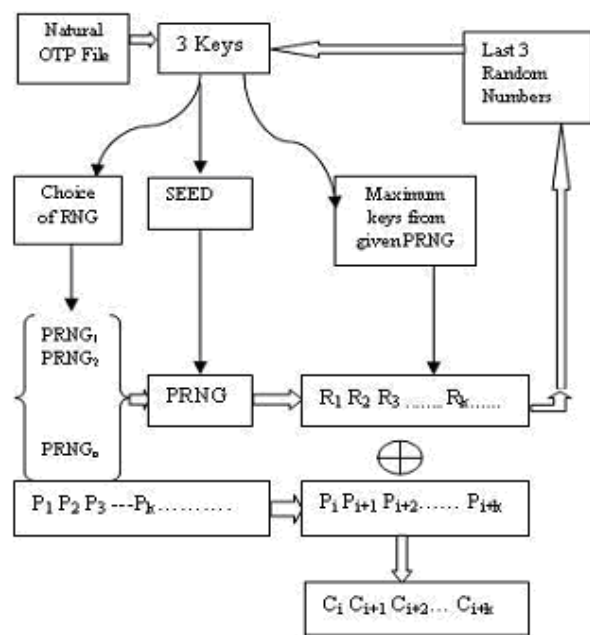 Natural
OTP File
3 Keys
Last 3
Random
Numbers
Choice
of RNG
SEED
Maximum
keys from
given PRNG
PRNG₁
PRNG₂
PRNGₙ
PRNG
R₁ R₂ R₃ ....... Rₖ......
P₁ P₂ P₃ ---Pₖ..........
Pᵢ Pᵢ₊₁ Pᵢ₊₂...... Pᵢ₊ₖ
Cᵢ Cᵢ₊₁ Cᵢ₊₂... Cᵢ₊ₖ